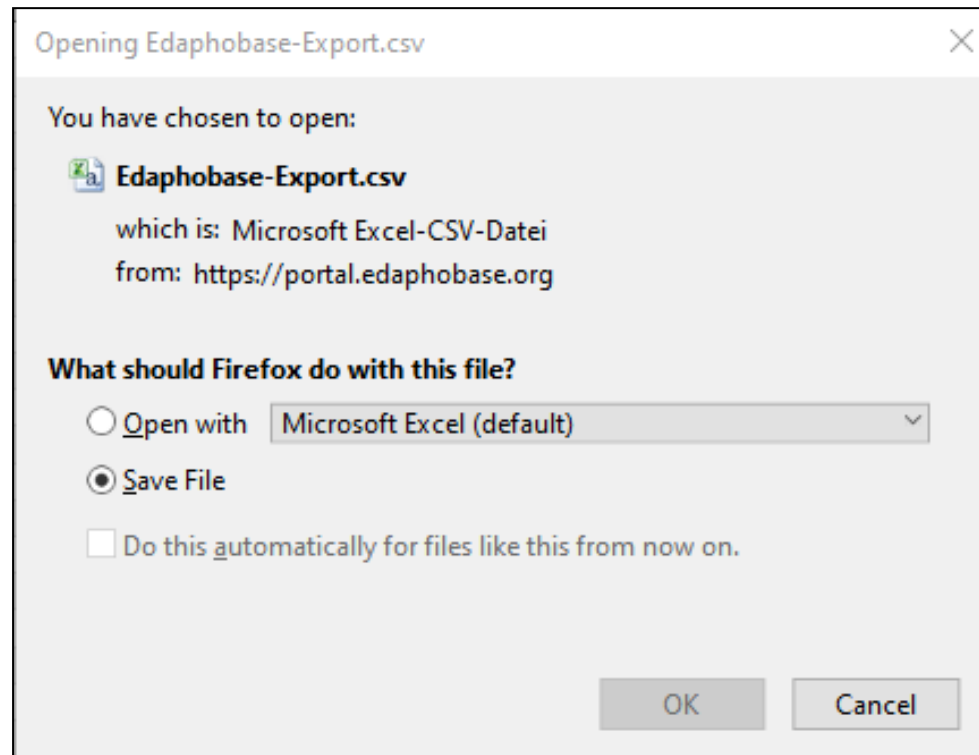 Opening Edaphobase-Export.csv
You have chosen to open:
Edaphobase-Export.csv
which is: Microsoft Excel-CSV-Datei
from: https://portal.edaphobase.org
What should Firefox do with this file?
Open with Microsoft Excel (default)
Save File
Do this automatically for files like this from now on.
OK Cancel